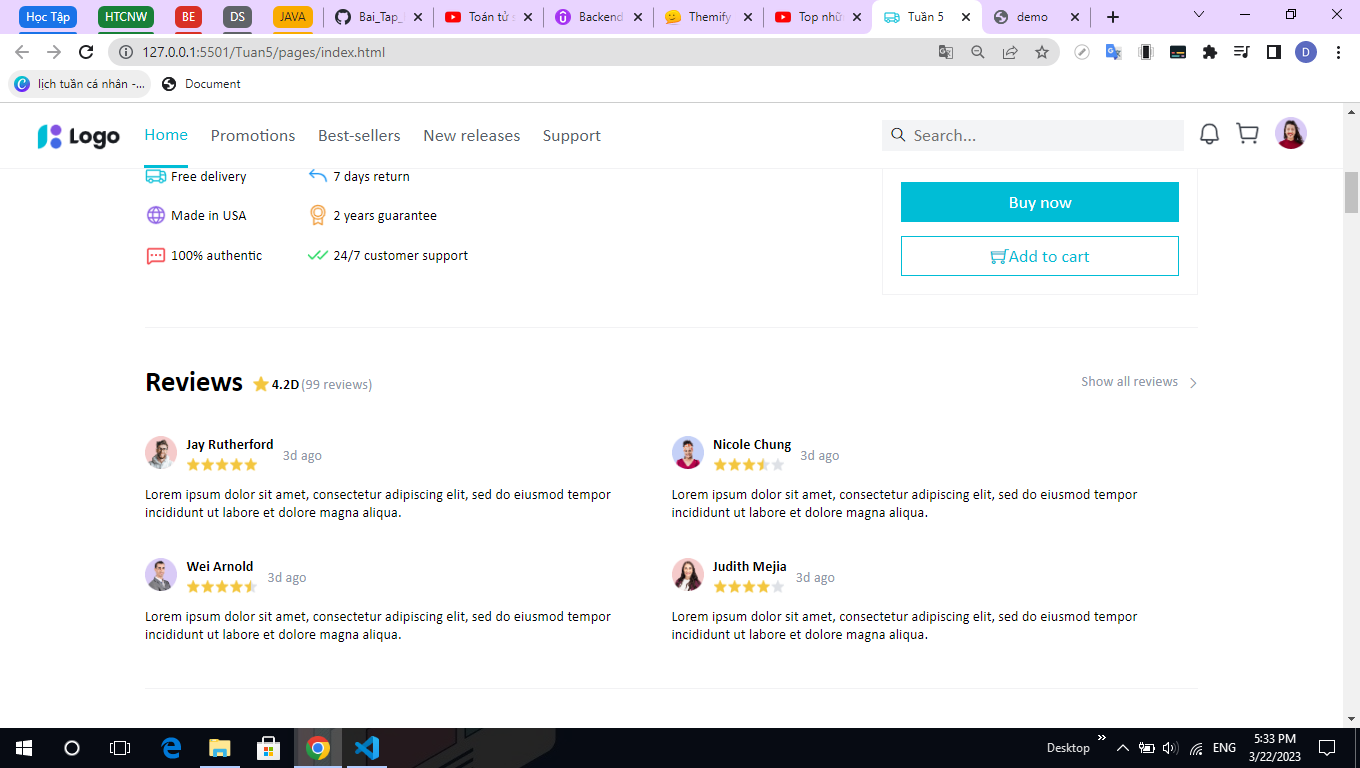 Học Tập HTCNW BE DS JAVA Bai_Tap_ Toán tử s Backend Themify Top nhữ Tuần 5 demo
127.0.0.1:5501/Tuan5/pages/index.html D
lịch tuần cá nhân -... Document
Logo Home Promotions Best-sellers New releases Support Search...
Free delivery 7 days return
Buy now
Made in USA 2 years guarantee
100% authentic 24/7 customer support Add to cart
Reviews 4.2D (99 reviews) Show all reviews
Jay Rutherford 3d ago
Lorem ipsum dolor sit amet, consectetur adipiscing elit, sed do eiusmod tempor
incididunt ut labore et dolore magna aliqua.
Nicole Chung 3d ago
Lorem ipsum dolor sit amet, consectetur adipiscing elit, sed do eiusmod tempor
incididunt ut labore et dolore magna aliqua.
Wei Arnold 3d ago
Lorem ipsum dolor sit amet, consectetur adipiscing elit, sed do eiusmod tempor
incididunt ut labore et dolore magna aliqua.
Judith Mejia 3d ago
Lorem ipsum dolor sit amet, consectetur adipiscing elit, sed do eiusmod tempor
incididunt ut labore et dolore magna aliqua.
Desktop ENG 5:33 PM
3/22/2023